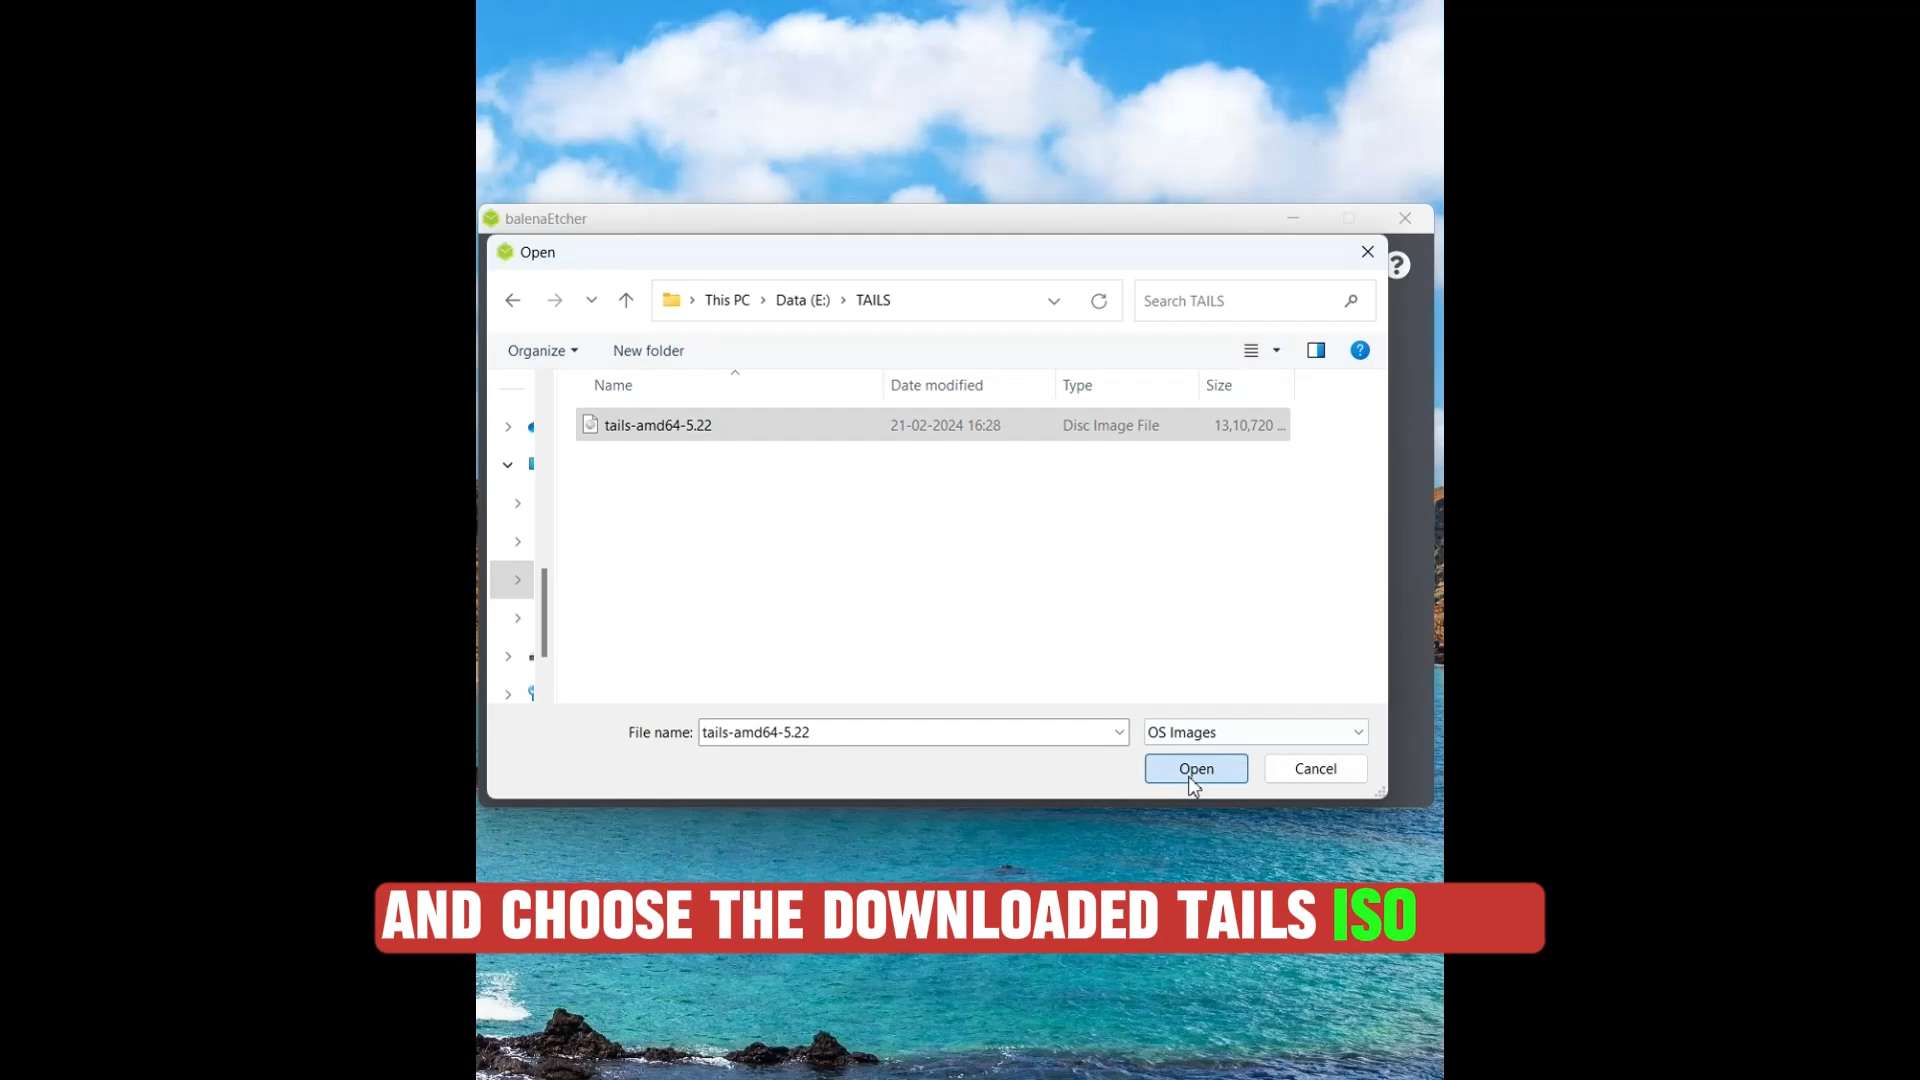 balenaEtcher
Open
This PC > Data (E:) > TAILS
Search TAILS
Organize
New folder
Name
Date modified
Type
Size
tails-amd64-5.22
21-02-2024 16:28
Disc Image File
13,10,720 ...
File name:
tails-amd64-5.22
OS Images
Open
Cancel
AND CHOOSE THE DOWNLOADED TAILS ISO